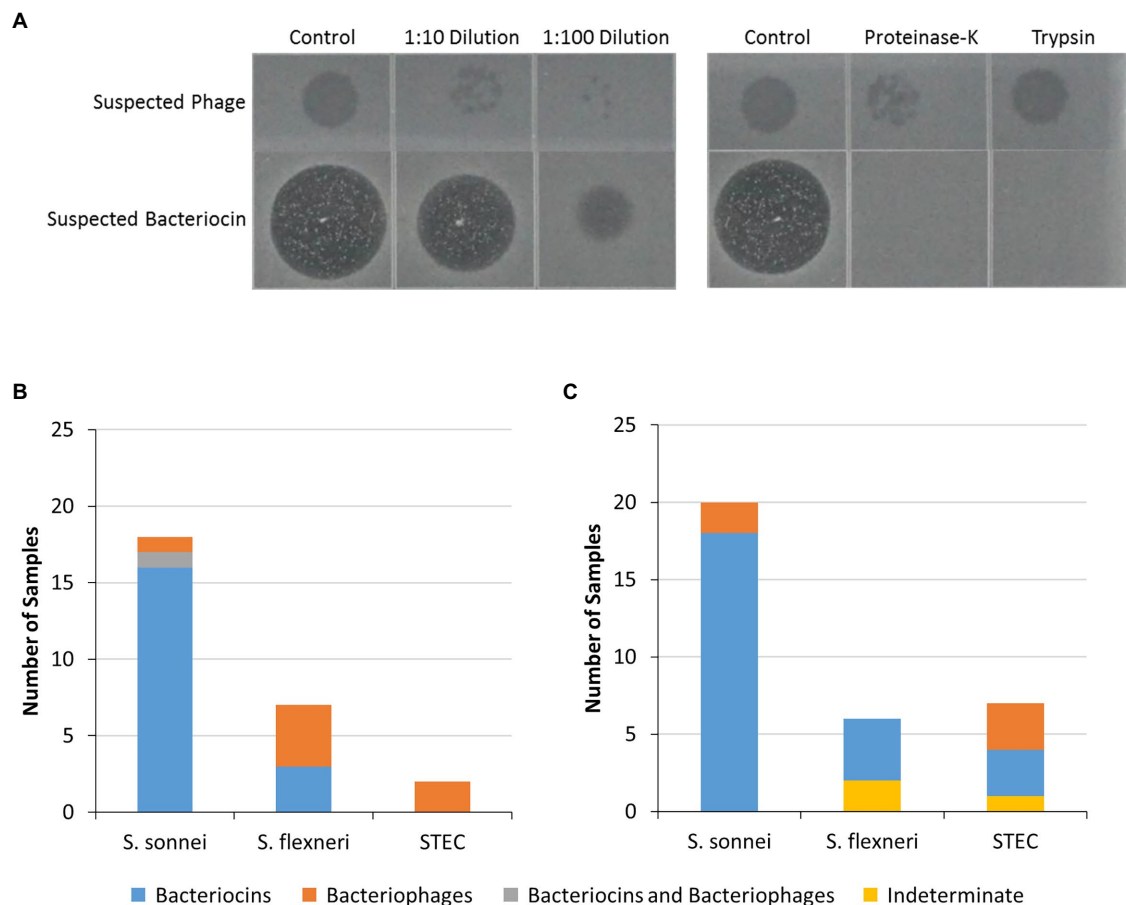 A
Control 1:10 Dilution 1:100 Dilution Control Proteinase-K Trypsin
Suspected Phage
Suspected Bacteriocin
B
Number of Samples
25
20
15
10
5
0
S. sonnei S. flexneri STEC
C
Number of Samples
25
20
15
10
5
0
S. sonnei S. flexneri STEC
Bacteriocins Bacteriophages Bacteriocins and Bacteriophages Indeterminate